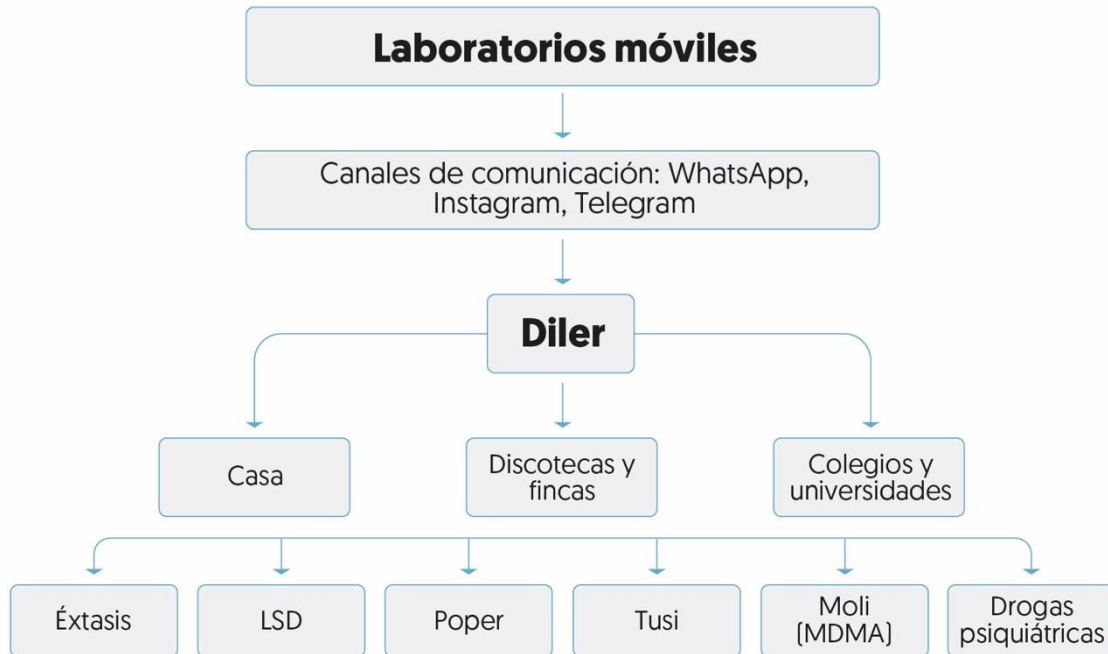 Laboratorios móviles
Canales de comunicación: WhatsApp,
Instagram, Telegram
Diler
Casa
Discotecas y
fincas
Colegios y
universidades
Éxtasis
LSD
Poper
Tusi
Moli
(MDMA)
Drogas
psiquiátricas